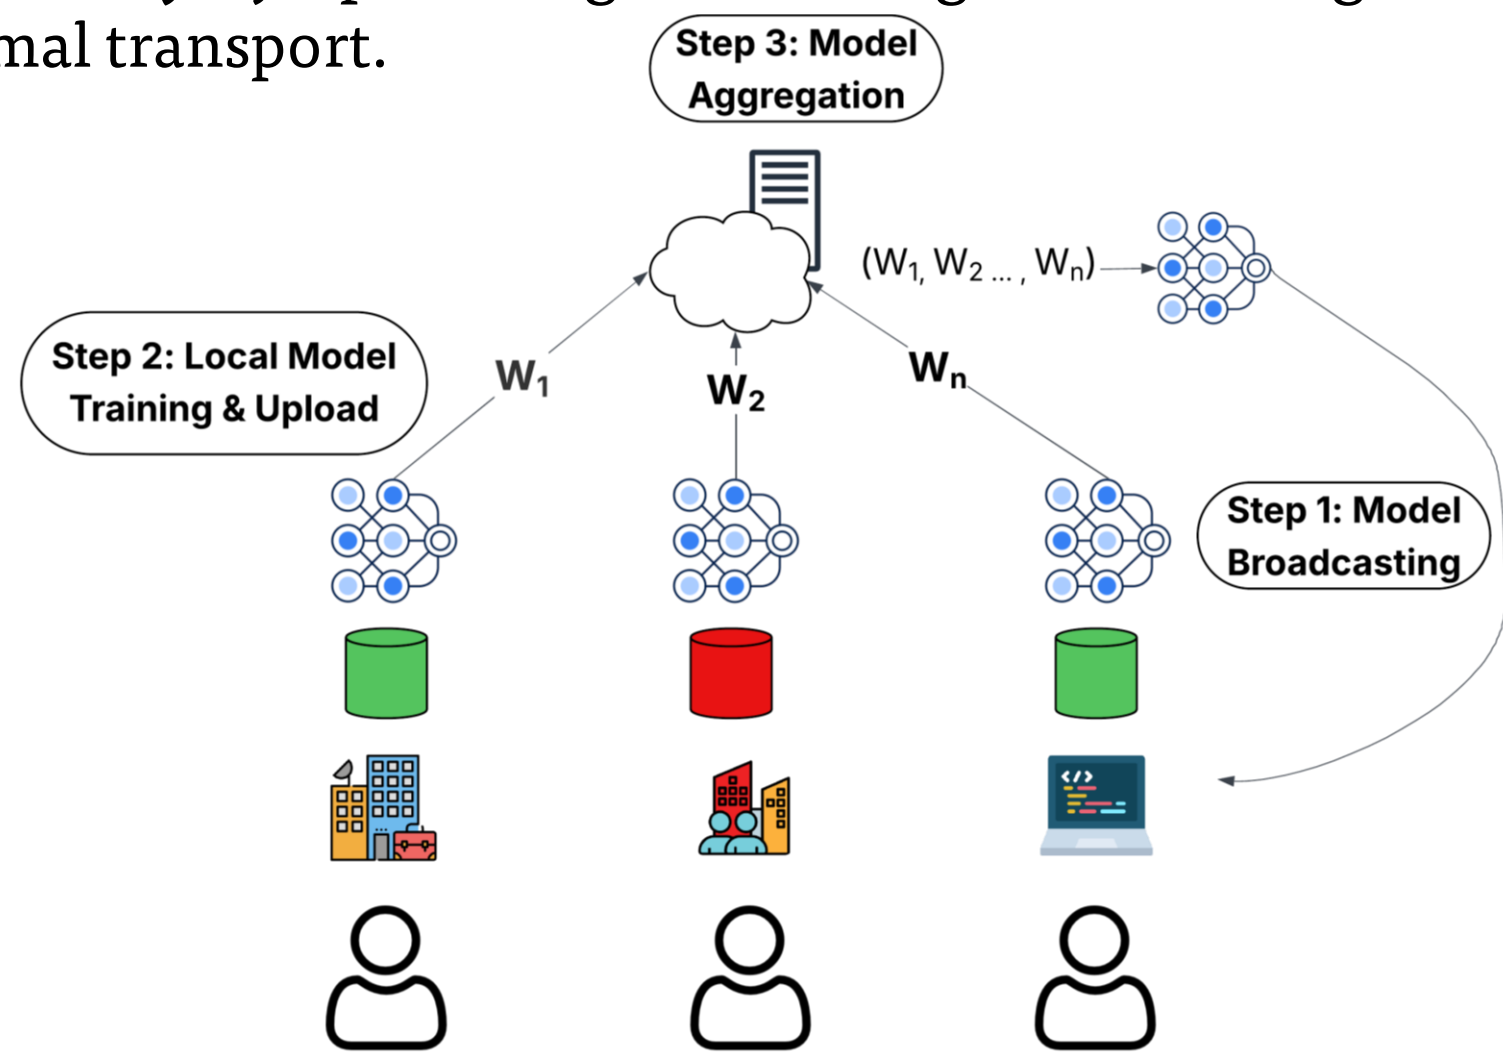 mal transport.
Step 3: Model
Aggregation
(W1, W2 ... , Wn)
Step 2: Local Model
Training & Upload
W1
W2
Wn
Step 1: Model
Broadcasting
</>